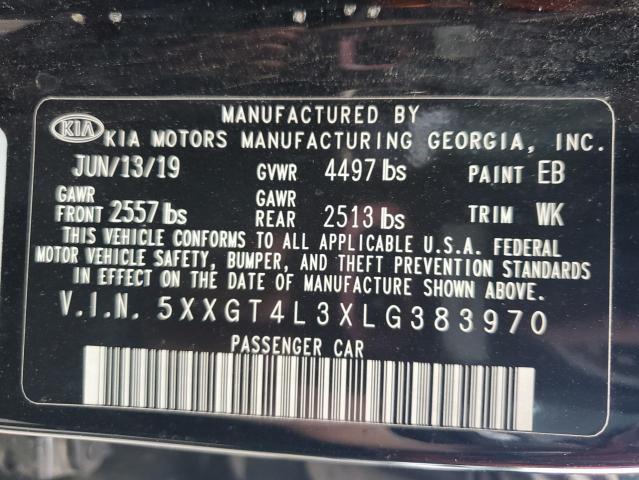 MANUFACTURED BY
KIA KIA MOTORS MANUFACTURING GEORGIA, INC.
JUN/13/19 GVWR 4497 lbs PAINT EB
GAWR FRONT 2557 lbs GAWR REAR 2513 lbs TRIM WK
THIS VEHICLE CONFORMS TO ALL APPLICABLE U.S.A. FEDERAL
MOTOR VEHICLE SAFETY, BUMPER, AND THEFT PREVENTION STANDARDS
IN EFFECT ON THE DATE OF MANUFACTURE SHOWN ABOVE.
V.I.N. 5XXGT4L3XLG383970
PASSENGER CAR